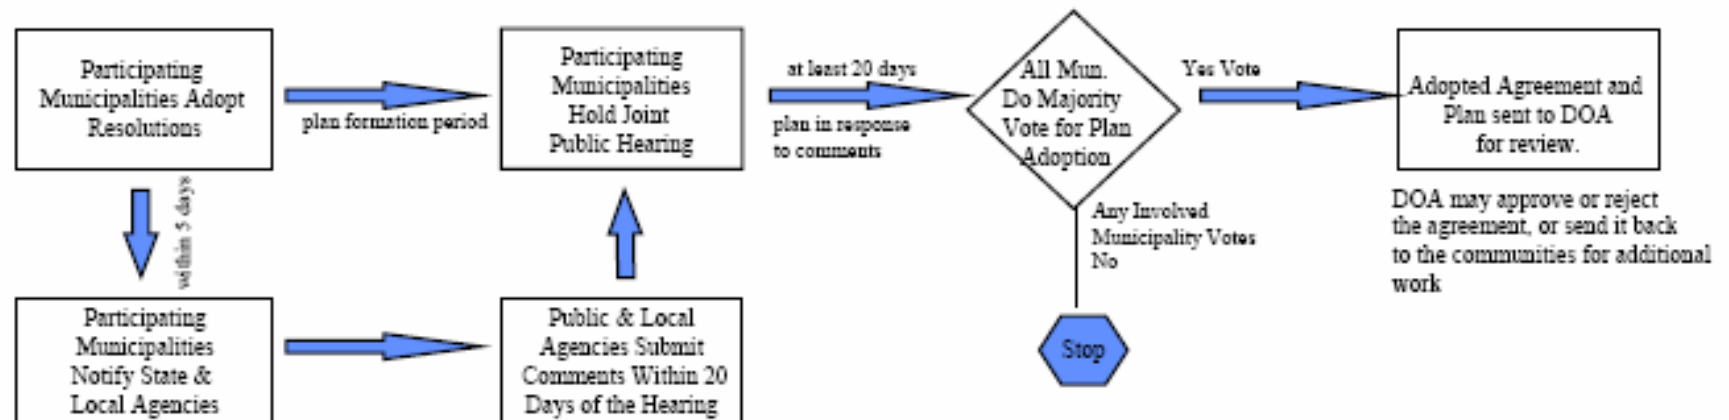 Participating
Municipalities Adopt
Resolutions
plan formation period
Participating
Municipalities
Hold Joint
Public Hearing
at least 20 days
plan in response
to comments
All Mun.
Do Majority
Vote for Plan
Adoption
Yes Vote
Adopted Agreement and
Plan sent to DOA
for review.
DOA may approve or reject
the agreement, or send it back
to the communities for additional
work
within 5 days
Any Involved
Municipality Votes
No
Participating
Municipalities
Notify State &
Local Agencies
Public & Local
Agencies Submit
Comments Within 20
Days of the Hearing
Stop